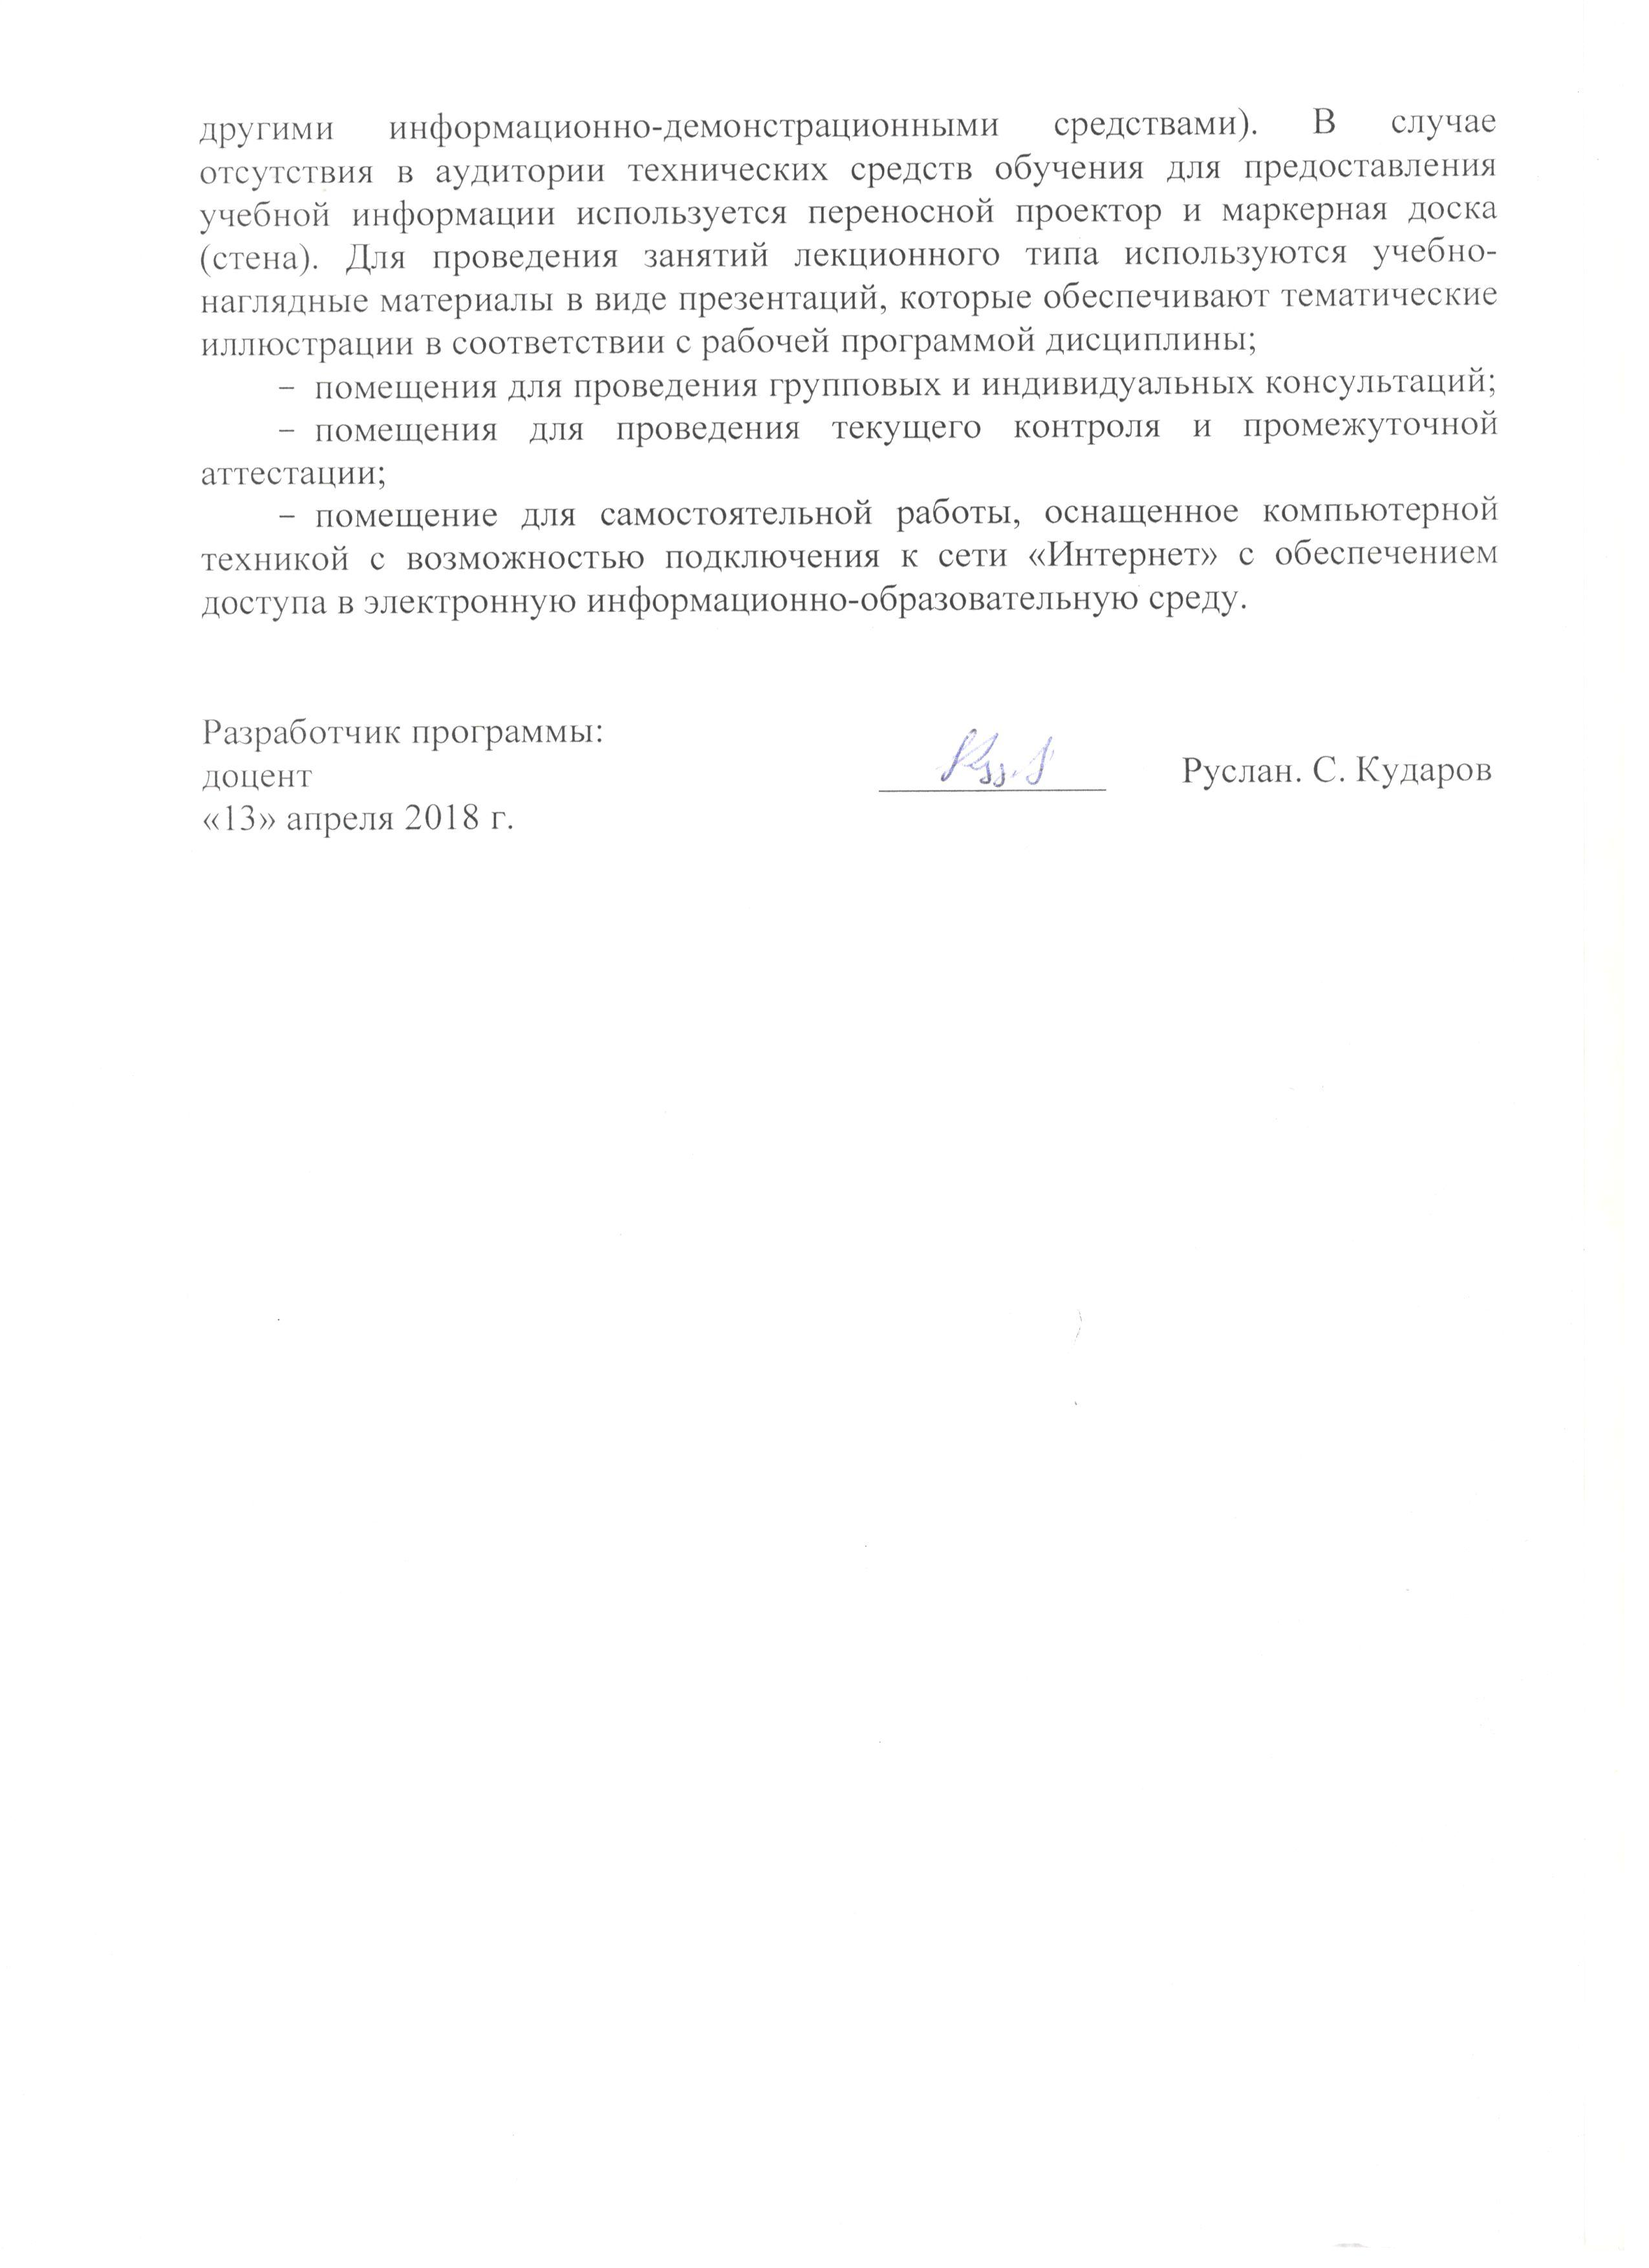 другими информационно-демонстрационными средствами). В случае
отсутствия в аудитории технических средств обучения для предоставления
учебной информации используется переносной проектор и маркерная доска
(стена). Для проведения занятий лекционного типа используются учебно-
наглядные материалы в виде презентаций, которые обеспечивают тематические
иллюстрации в соответствии с рабочей программой дисциплины;
− помещения для проведения групповых и индивидуальных консультаций;
− помещения для проведения текущего контроля и промежуточной
аттестации;
− помещение для самостоятельной работы, оснащенное компьютерной
техникой с возможностью подключения к сети «Интернет» с обеспечением
доступа в электронную информационно-образовательную среду.
Разработчик программы:
доцент Руслан. С. Кударов
«13» апреля 2018 г.